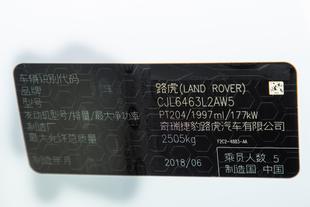 车辆识别代码
品牌 路虎(LAND ROVER)
型号 CJL6463L2AW5
发动机型号/排量/最大净功率 PT204/1997ml/177kW
制造厂 奇瑞捷豹路虎汽车有限公司
最大允许总质量 2505kg
制造年月 2018/06
乘员人数 5
制造国 中国